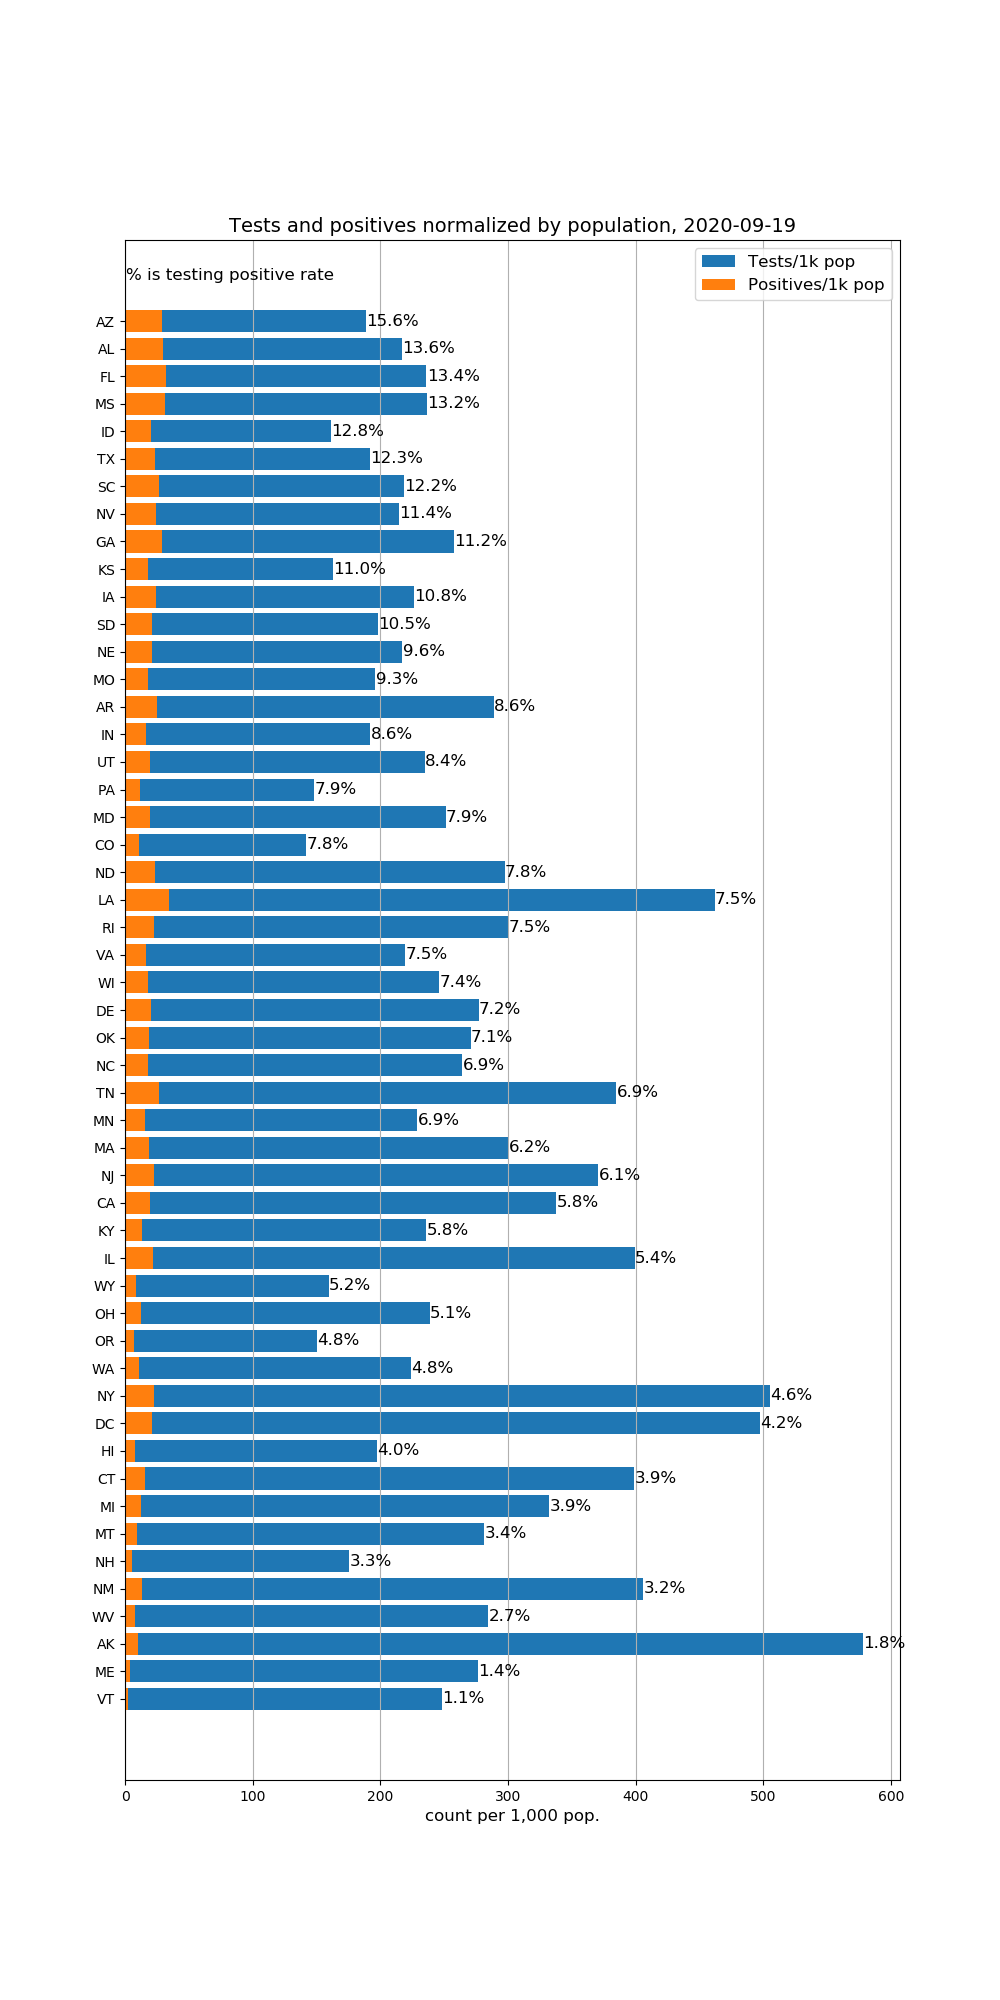 Tests and positives normalized by population, 2020-09-19
% is testing positive rate
Tests/1k pop
Positives/1k pop
AZ 15.6%
AL 13.6%
FL 13.4%
MS 13.2%
ID 12.8%
TX 12.3%
SC 12.2%
NV 11.4%
GA 11.2%
KS 11.0%
IA 10.8%
SD 10.5%
NE 9.6%
MO 9.3%
AR 8.6%
IN 8.6%
UT 8.4%
PA 7.9%
MD 7.9%
CO 7.8%
ND 7.8%
LA 7.5%
RI 7.5%
VA 7.5%
WI 7.4%
DE 7.2%
OK 7.1%
NC 6.9%
TN 6.9%
MN 6.9%
MA 6.2%
NJ 6.1%
CA 5.8%
KY 5.8%
IL 5.4%
WY 5.2%
OH 5.1%
OR 4.8%
WA 4.8%
NY 4.6%
DC 4.2%
HI 4.0%
CT 3.9%
MI 3.9%
MT 3.4%
NH 3.3%
NM 3.2%
WV 2.7%
AK 1.8%
ME 1.4%
VT 1.1%
0 100 200 300 400 500 600
count per 1,000 pop.